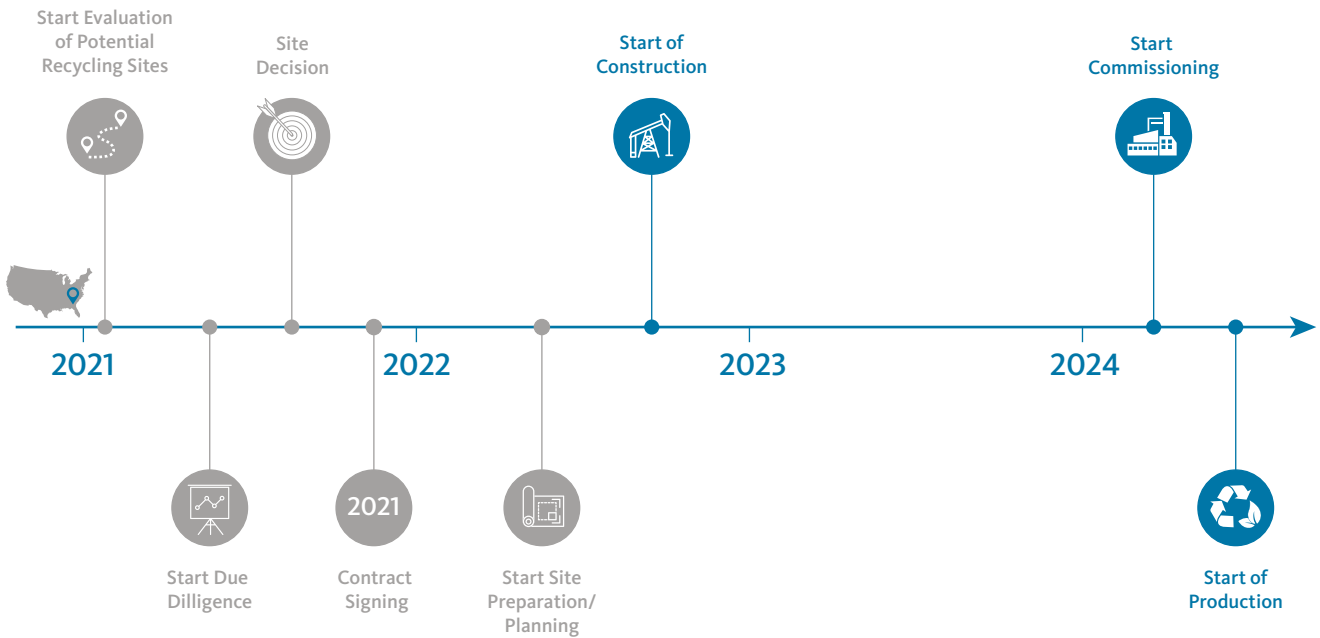 Start Evaluation
of Potential
Recycling Sites
Site
Decision
Start of
Construction
Start
Commissioning
2021
2022
2023
2024
2021
Start Due
Dilligence
Contract
Signing
Start Site
Preparation/
Planning
Start of
Production